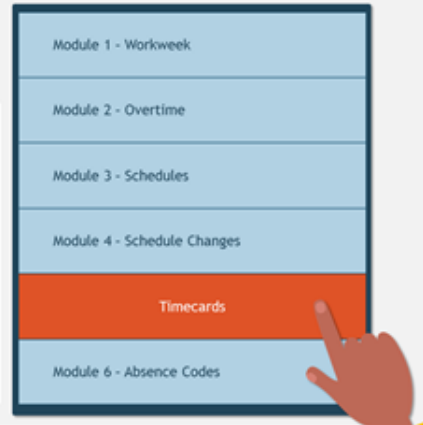 Module 1 - Workweek
Module 2 - Overtime
Module 3 - Schedules
Module 4 - Schedule Changes
Timecards
Module 6 - Absence Codes